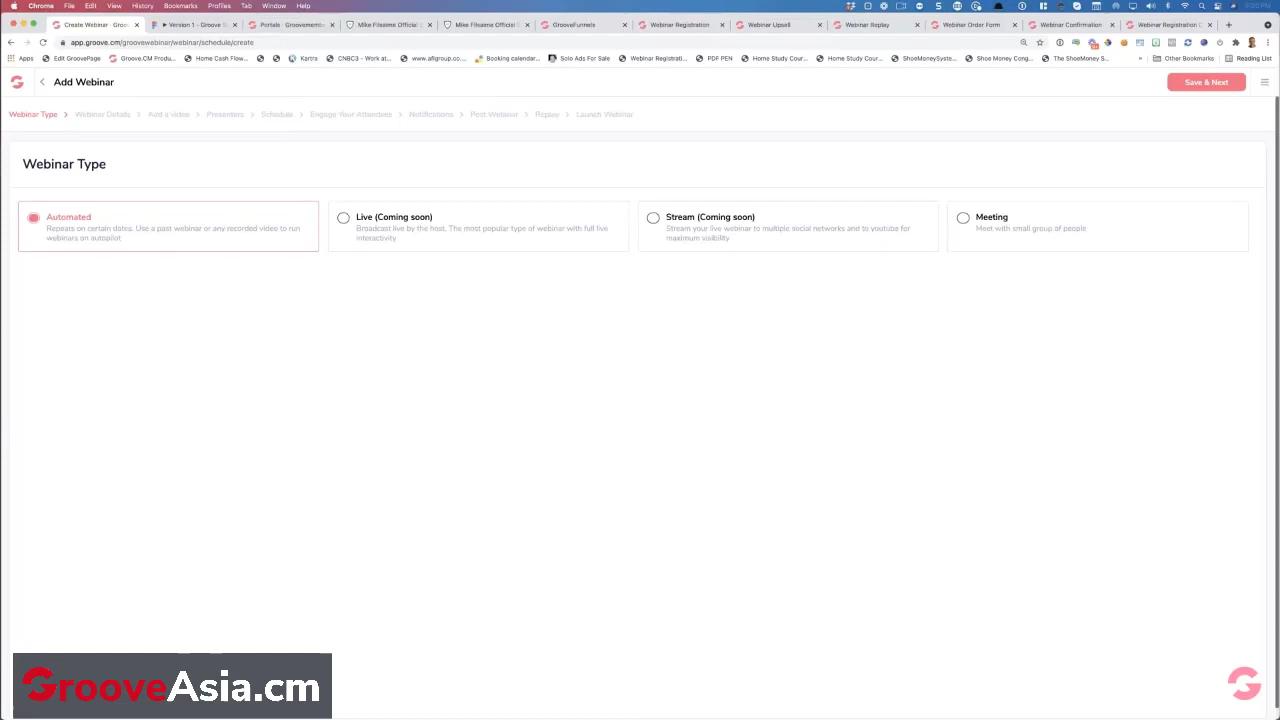 Chrome File Edit View History Bookmarks Profiles Tab Window Help
Create Webinar - Groov
Version 1 - Groove S
Portals - Groovemembe
Mike Filsaime Official
Mike Filsaime Official S
GrooveFunnels
Webinar Registration
Webinar Upsell
Webinar Replay
Webinar Order Form
Webinar Confirmation
Webinar Registration C
app.groove.cm/groovewebinar/webinar/schedule/create
Apps Edit GroovePage Groove.CM Produ... Home Cash Flow... Kartra CNBC3 - Work at... www.afigroup.co... Booking calendar... Solo Ads For Sale Webinar Registrati... PDF PEN Home Study Cour... Home Study Cour... ShoeMoneySyste... Shoe Money Cong... The ShoeMoney S... » Other Bookmarks Reading List
Add Webinar
Save & Next
Webinar Type > Webinar Details > Add a video > Presenters > Schedule > Engage Your Attendees > Notifications > Post Webinar > Replay > Launch Webinar
Webinar Type
Automated
Repeats on certain dates. Use a past webinar or any recorded video to run
webinars on autopilot
Live (Coming soon)
Broadcast live by the host. The most popular type of webinar with full live
interactivity
Stream (Coming soon)
Stream your live webinar to multiple social networks and to youtube for
maximum visibility
Meeting
Meet with small group of people
GrooveAsia.cm